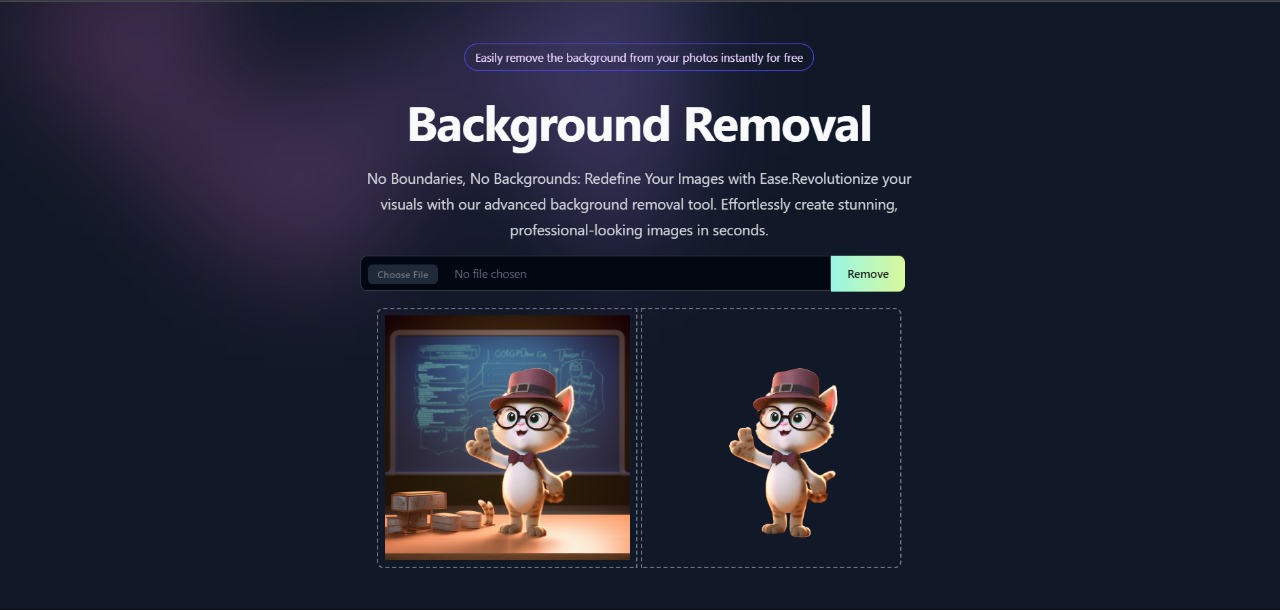 Easily remove the background from your photos instantly for free
Background Removal
No Boundaries, No Backgrounds: Redefine Your Images with Ease.Revolutionize your
visuals with our advanced background removal tool. Effortlessly create stunning,
professional-looking images in seconds.
Choose File No file chosen Remove